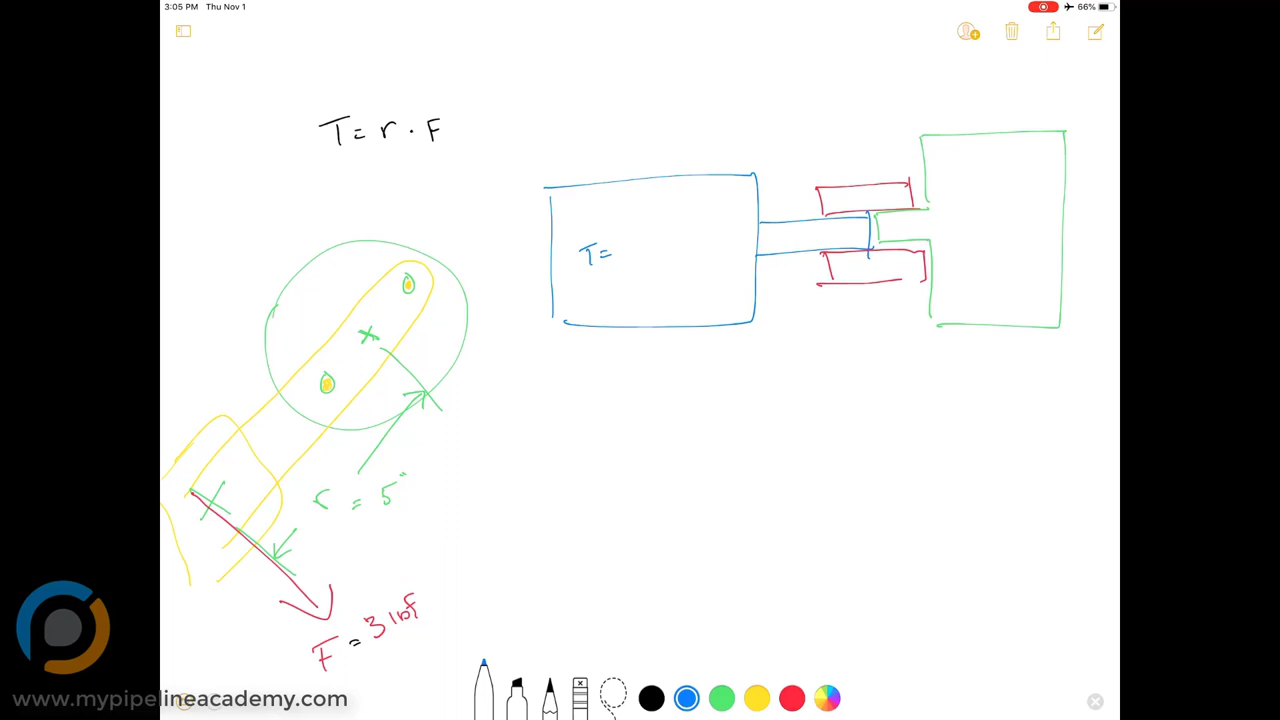 3:05 PM Thu Nov 1
66%
T= r · F
T=
r = 5"
F = 3 lbf
www.mypipelineacademy.com